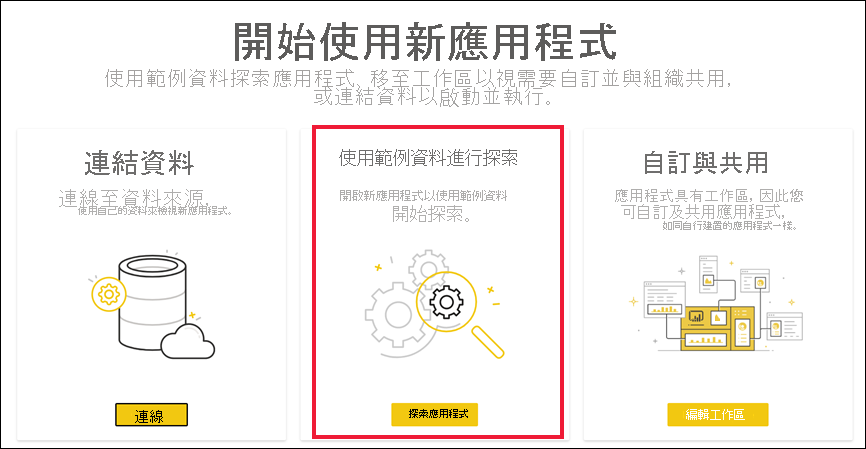 開始使用新應用程式
使用範例資料探索應用程式, 移至工作區以視需要自訂並與組織共用,
或連結資料以啟動並執行。
連結資料
連線至資料來源,
使用自己的資料來檢視新應用程式。
連線
使用範例資料進行探索
開啟新應用程式以使用範例資料
開始探索。
探索應用程式
自訂與共用
應用程式具有工作區, 因此您
可自訂及共用應用程式,
如同自行建置的應用程式一樣。
編輯工作區